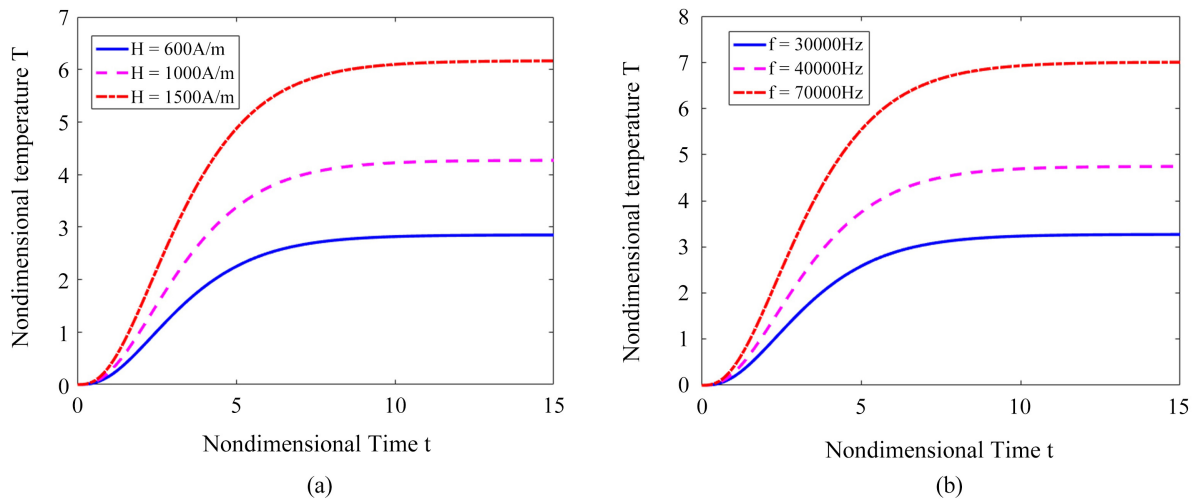 7
6
5
4
3
2
1
0
Nondimensional temperature T
H = 600A/m
H = 1000A/m
H = 1500A/m
0
5
10
15
Nondimensional Time t
(a)
8
7
6
5
4
3
2
1
0
Nondimensional temperature T
f = 30000Hz
f = 40000Hz
f = 70000Hz
0
5
10
15
Nondimensional Time t
(b)